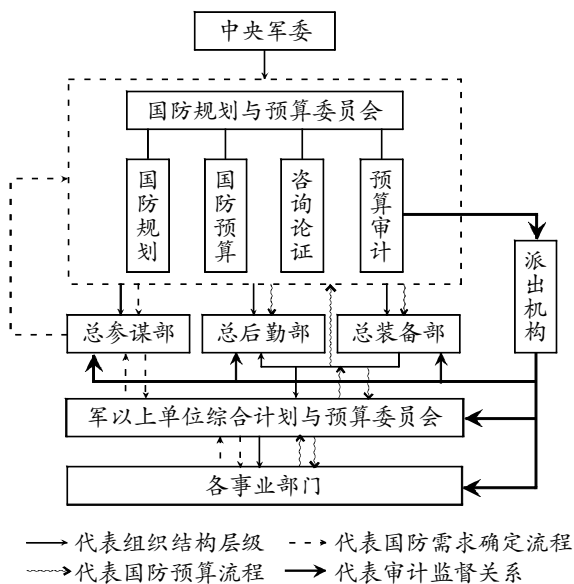 中央军委
国防规划与预算委员会
国防规划
国防预算
咨询论证
预算审计
派出机构
总参谋部
总后勤部
总装备部
军以上单位综合计划与预算委员会
各事业部门
代表组织结构层级
代表国防需求确定流程
代表国防预算流程
代表审计监督关系